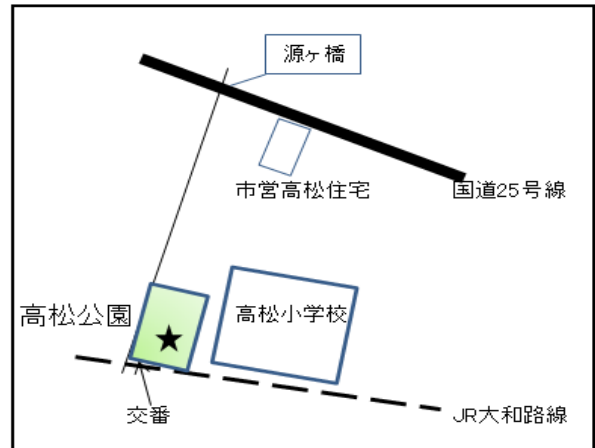 源ヶ橋
市営高松住宅
国道25号線
高松公園
高松小学校
交番
JR大和路線